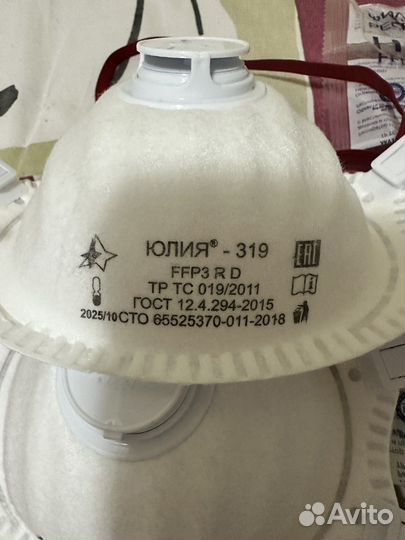 ЮЛИЯ® - 319
FFP3 R D
ТР ТС 019/2011
ГОСТ 12.4.294-2015
2025/10 СТО 65525370-011-2018
EAC
Avito